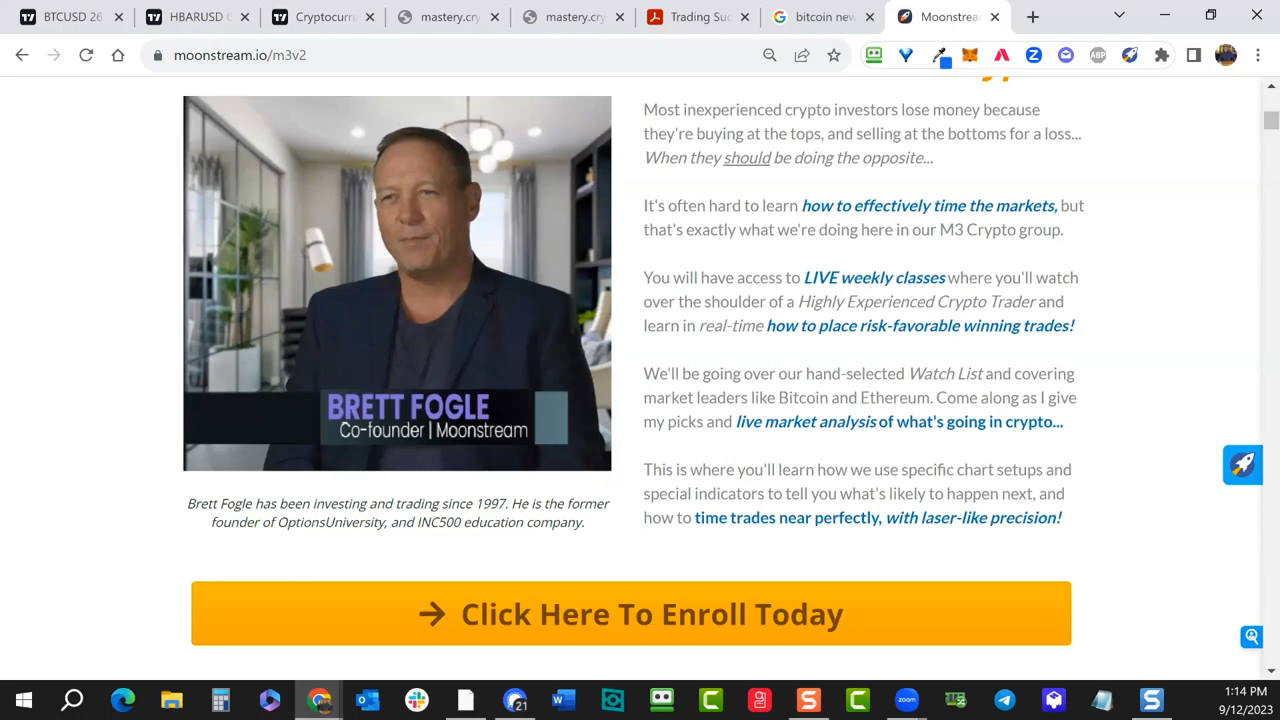 BTCUSD 26
HBARUSD 6
Cryptocurr
mastery.cry
mastery.cry
Trading Suc
bitcoin new
Moonstrea
moonstream.io/m3v2
ABP
Most inexperienced crypto investors lose money because
they're buying at the tops, and selling at the bottoms for a loss...
When they should be doing the opposite...
It's often hard to learn how to effectively time the markets, but
that's exactly what we're doing here in our M3 Crypto group.
You will have access to LIVE weekly classes where you'll watch
over the shoulder of a Highly Experienced Crypto Trader and
learn in real-time how to place risk-favorable winning trades!
We'll be going over our hand-selected Watch List and covering
market leaders like Bitcoin and Ethereum. Come along as I give
my picks and live market analysis of what's going in crypto...
This is where you'll learn how we use specific chart setups and
special indicators to tell you what's likely to happen next, and
how to time trades near perfectly, with laser-like precision!
BRETT FOGLE
Co-founder | Moonstream
Brett Fogle has been investing and trading since 1997. He is the former
founder of OptionsUniversity, and INC500 education company.
Click Here To Enroll Today
21
1:14 PM
9/12/2023